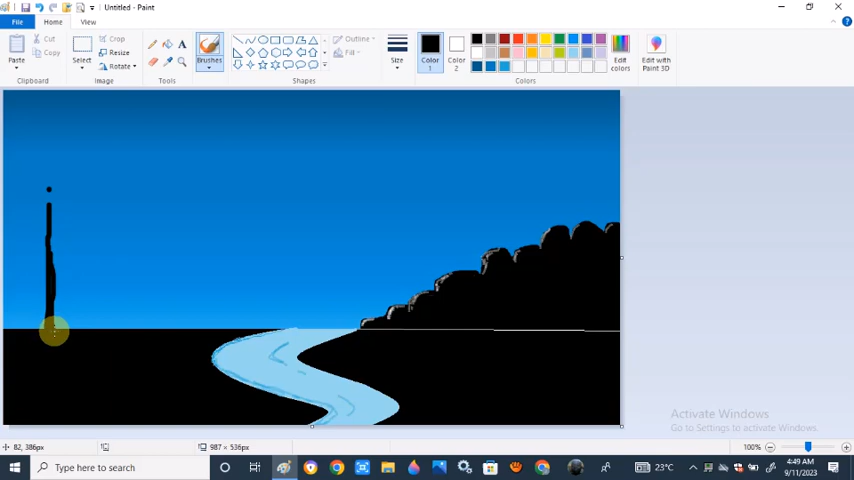 Untitled - Paint
File
Home
View
Paste
Cut
Copy
Clipboard
Select
Crop
Resize
Rotate
Image
A
Tools
Brushes
Outline
Fill
Shapes
Size
Color 1
Color 2
Edit colors
Colors
Edit with Paint 3D
Activate Windows
Go to Settings to activate Windows.
82, 386px
987 × 536px
100%
Type here to search
23°C
4:49 AM
9/11/2023